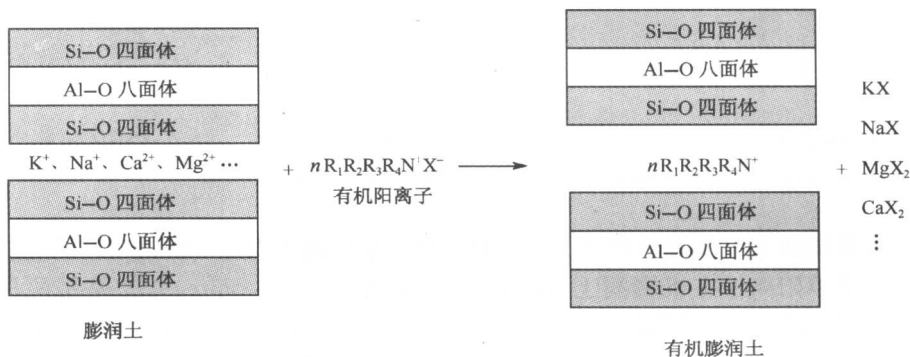 Si—O 四面体
Al—O 八面体
Si—O 四面体
K⁺、Na⁺、Ca²⁺、Mg²⁺ ···
Si—O 四面体
Al—O 八面体
Si—O 四面体
膨润土
+ nR₁R₂R₃R₄N⁺X⁻
有机阳离子
Si—O 四面体
Al—O 八面体
Si—O 四面体
nR₁R₂R₃R₄N⁺
Si—O 四面体
Al—O 八面体
Si—O 四面体
有机膨润土
KX
NaX
+ MgX₂
CaX₂
⋮